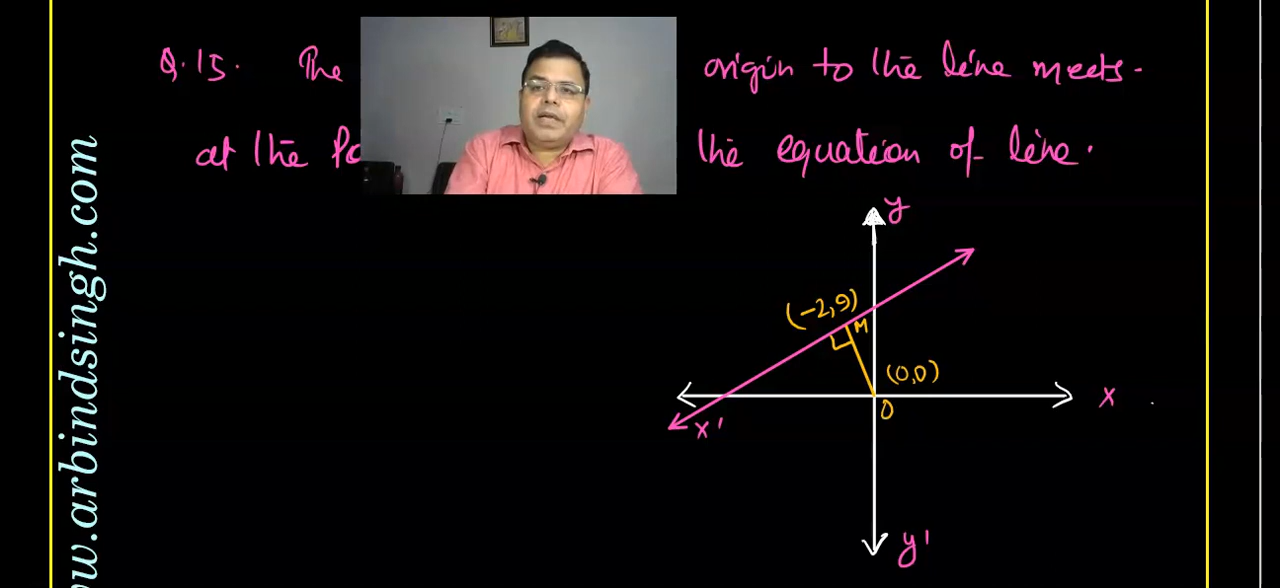 Q.15. The origin to the line meets.
at the the equation of line.
y
(-2,9)
M
(0,0)
O
x
x'
y'
w.arbindsingh.com